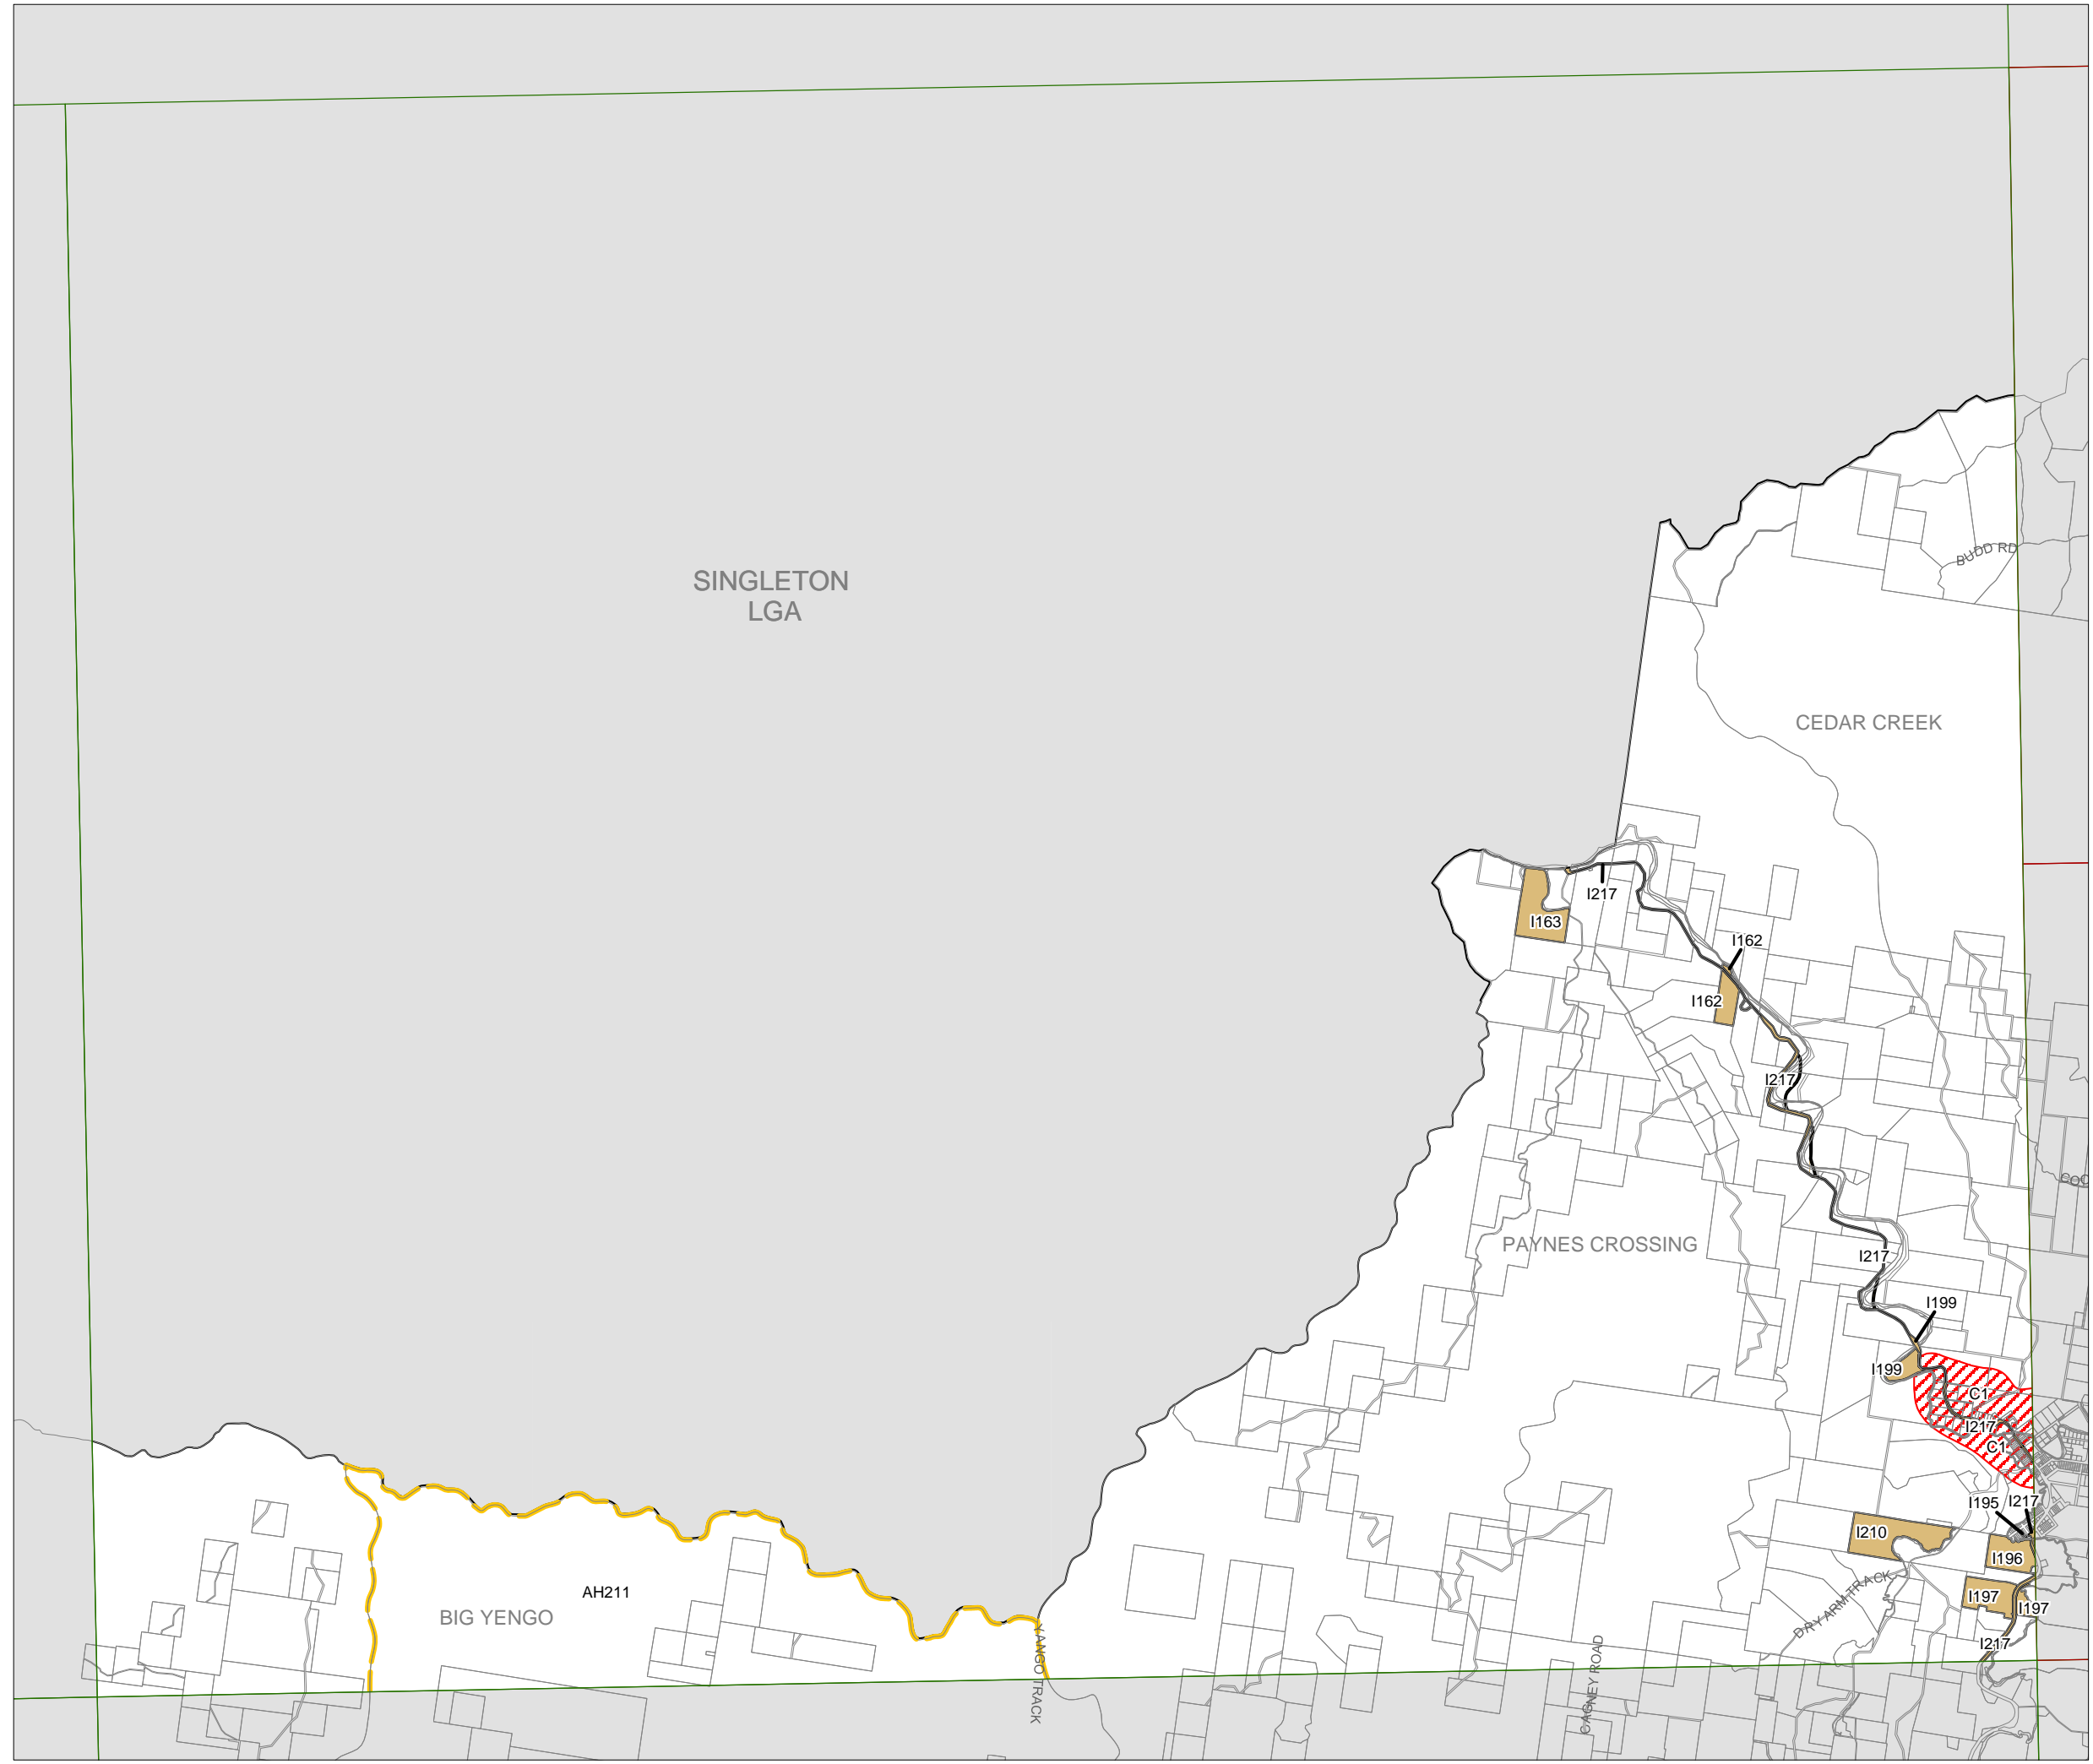 SINGLETON
LGA
BUDD RD
CEDAR CREEK
I217
I163
I162
I162
I217
PAYNES CROSSING
I217
I199
I199
C1
I217
C1
I195
I217
I210
I196
AH211
BIG YENGO
DRY ARM TRACK
I197
I197
I217
YANGO TRACK
CAGNEY ROAD